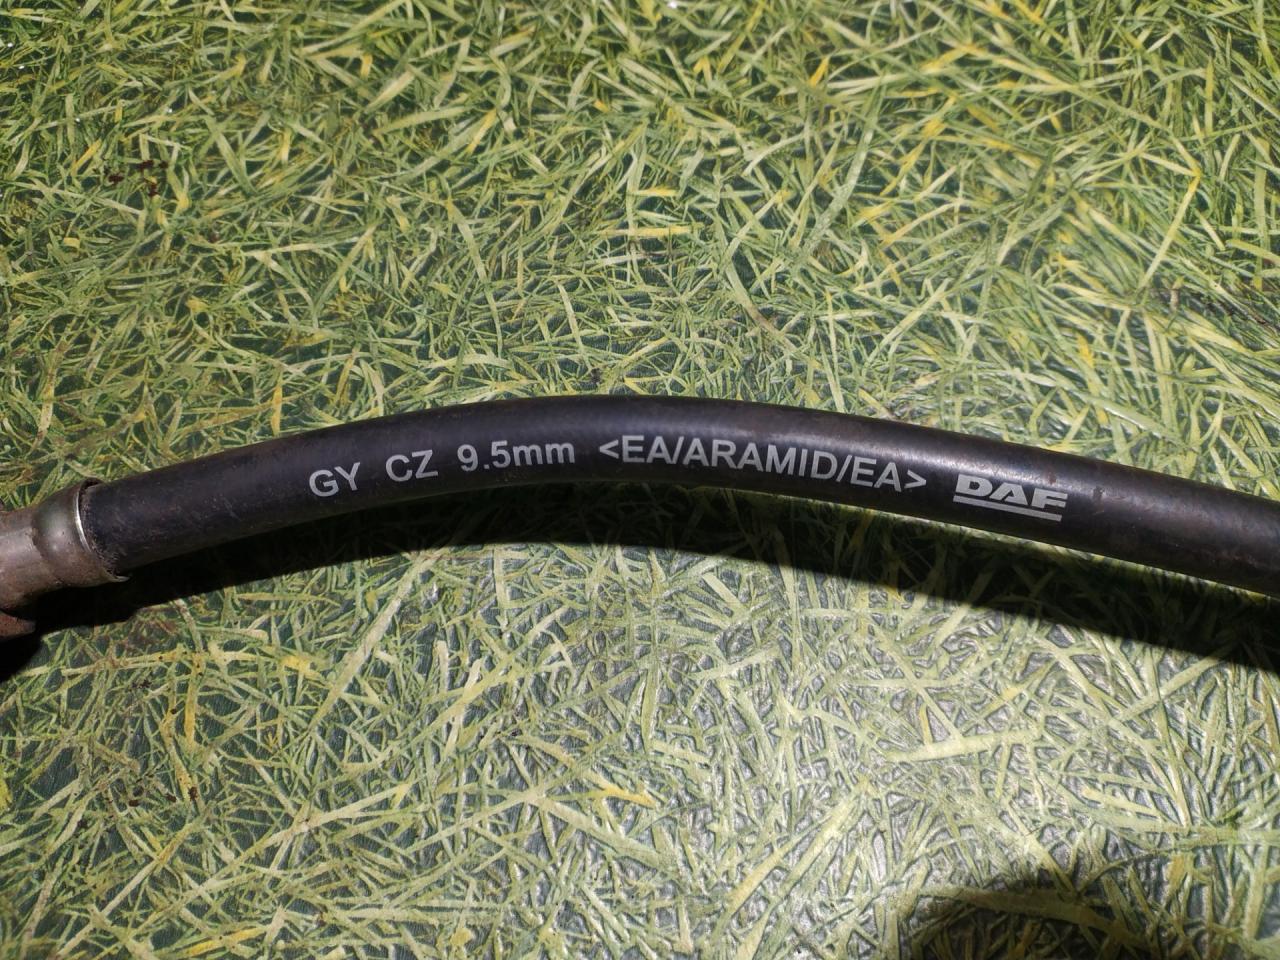 GY CZ 9.5mm <EA/ARAMID/EA> DAF